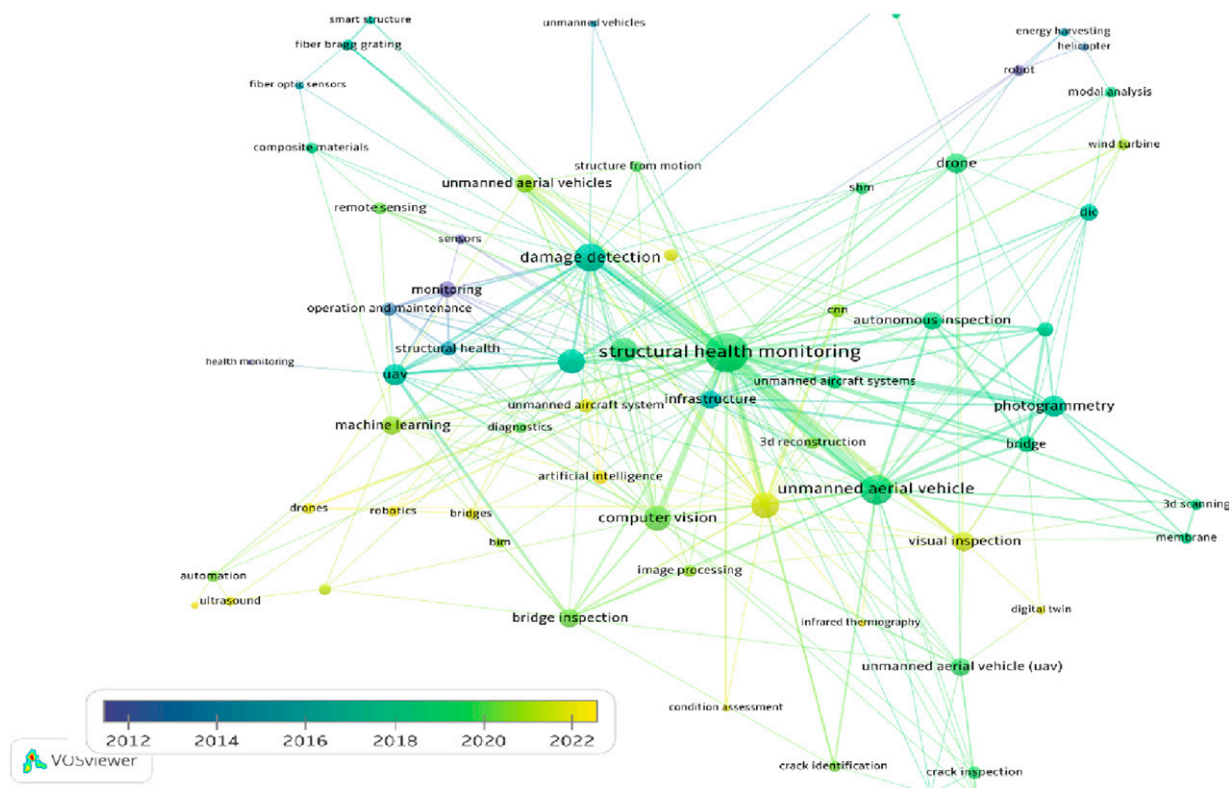 smart structure
unmanned vehicles
energy harvesting
fiber bragg grating
helicopter
robot
fiber optic sensors
modal analysis
composite materials
wind turbine
structure from motion
drone
unmanned aerial vehicles
shm
remote sensing
dic
sensors
damage detection
monitoring
operation and maintenance
cnn
autonomous inspection
structural health
structural health monitoring
health monitoring
uav
unmanned aircraft systems
unmanned aircraft system
infrastructure
photogrammetry
machine learning
diagnostics
3d reconstruction
bridge
artificial intelligence
unmanned aerial vehicle
drones
robotics
bridges
computer vision
3d scanning
bim
visual inspection
membrane
automation
image processing
ultrasound
bridge inspection
infrared thermography
digital twin
unmanned aerial vehicle (uav)
condition assessment
2012 2014 2016 2018 2020 2022
VOSviewer
crack identification
crack inspection